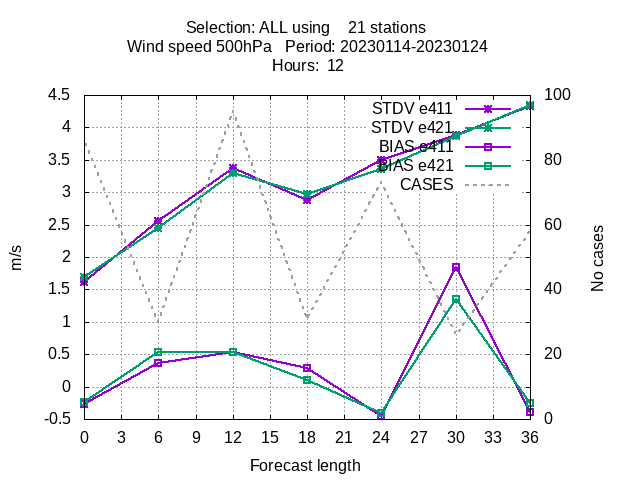 Selection: ALL using    21 stations
Wind speed 500hPa   Period: 20230114-20230124
Hours:  12
4.5
4
3.5
3
2.5
2
1.5
1
0.5
0
-0.5
m/s
STDV e411
STDV e421
BIAS e411
BIAS e421
CASES
100
80
60
40
20
0
No cases
0 3 6 9 12 15 18 21 24 27 30 33 36
Forecast length